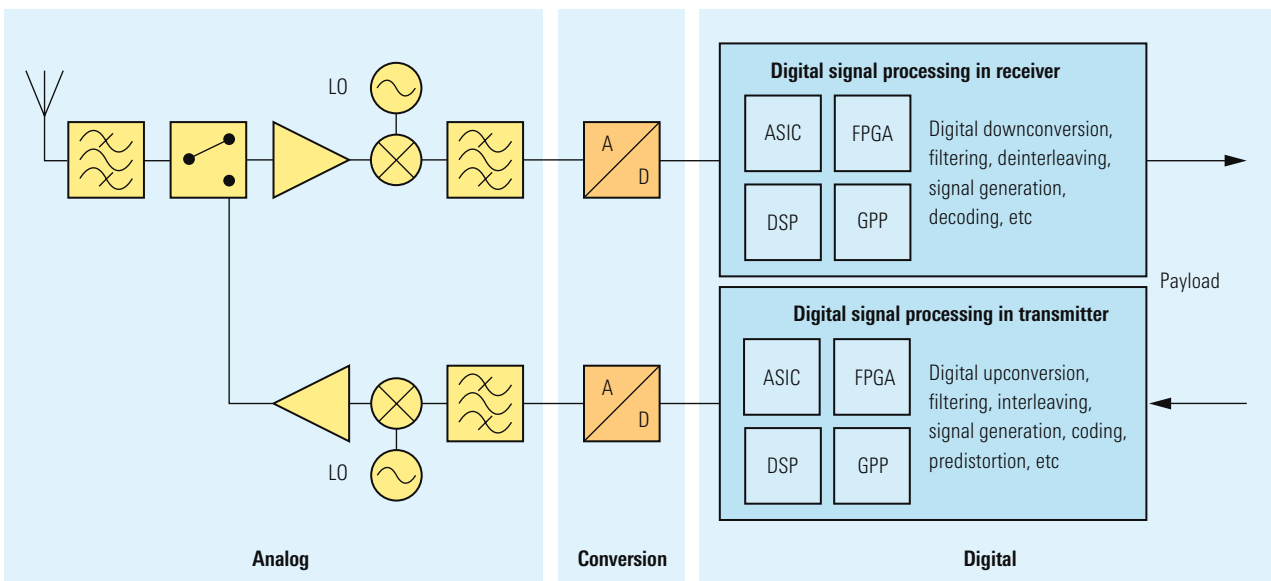 LO
A
D
Digital signal processing in receiver
ASIC
FPGA
DSP
GPP
Digital downconversion,
filtering, deinterleaving,
signal generation,
decoding, etc
Payload
LO
A
D
Digital signal processing in transmitter
ASIC
FPGA
DSP
GPP
Digital upconversion,
filtering, interleaving,
signal generation, coding,
predistortion, etc
Analog
Conversion
Digital